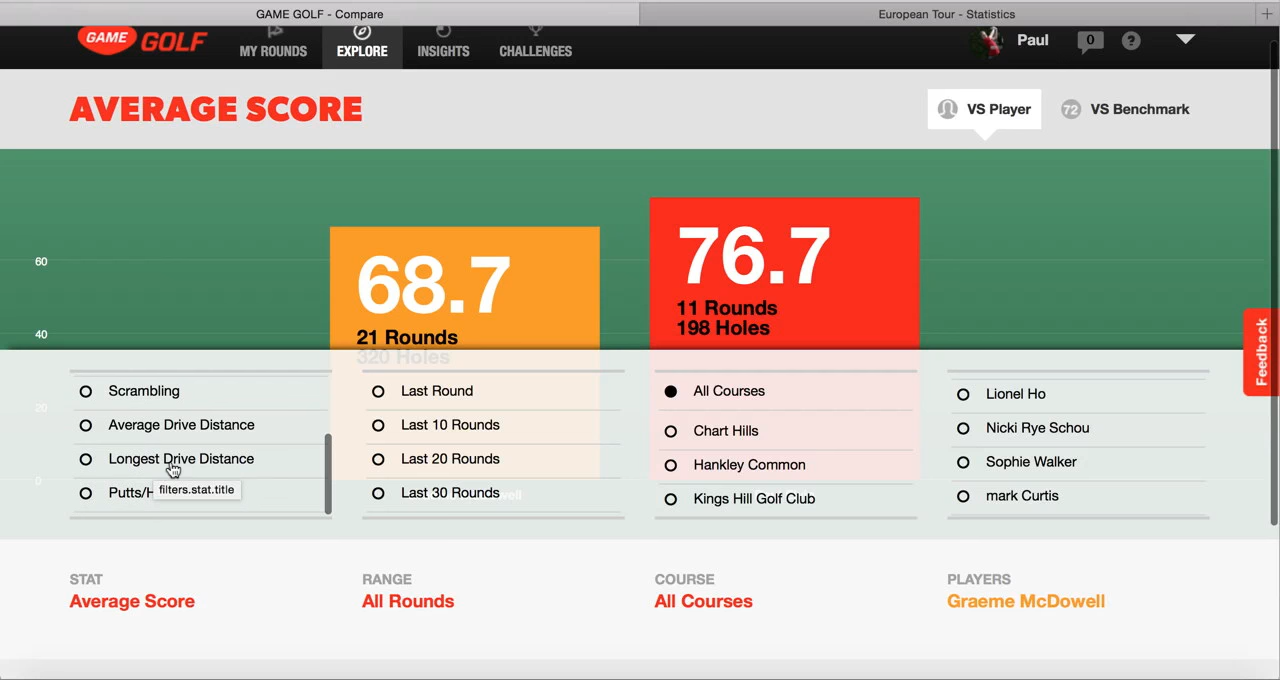 GAME GOLF - Compare
European Tour - Statistics
GAME GOLF
MY ROUNDS
EXPLORE
INSIGHTS
CHALLENGES
Paul
0
?
AVERAGE SCORE
VS Player
72 VS Benchmark
60
40
20
0
68.7
21 Rounds
320 Holes
76.7
11 Rounds
198 Holes
Feedback
Scrambling
Average Drive Distance
Longest Drive Distance
Putts/H
filters.stat.title
Last Round
Last 10 Rounds
Last 20 Rounds
Last 30 Rounds
All Courses
Chart Hills
Hankley Common
Kings Hill Golf Club
Lionel Ho
Nicki Rye Schou
Sophie Walker
mark Curtis
STAT
Average Score
RANGE
All Rounds
COURSE
All Courses
PLAYERS
Graeme McDowell